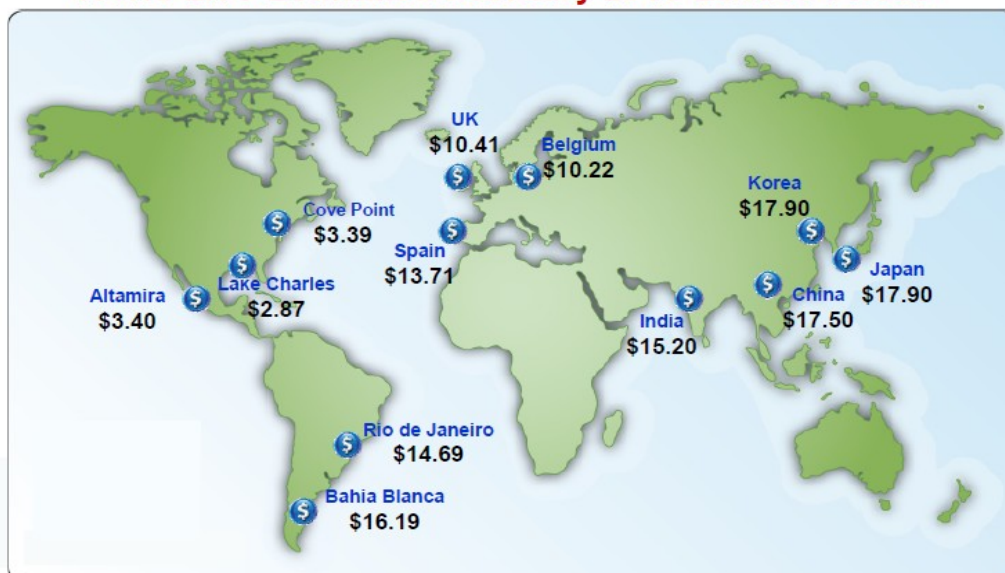 UK
$10.41
Belgium
$10.22
Korea
$17.90
Cove Point
$3.39
Spain
$13.71
Japan
$17.90
Altamira
$3.40
Lake Charles
$2.87
China
$17.50
India
$15.20
Rio de Janeiro
$14.69
Bahia Blanca
$16.19